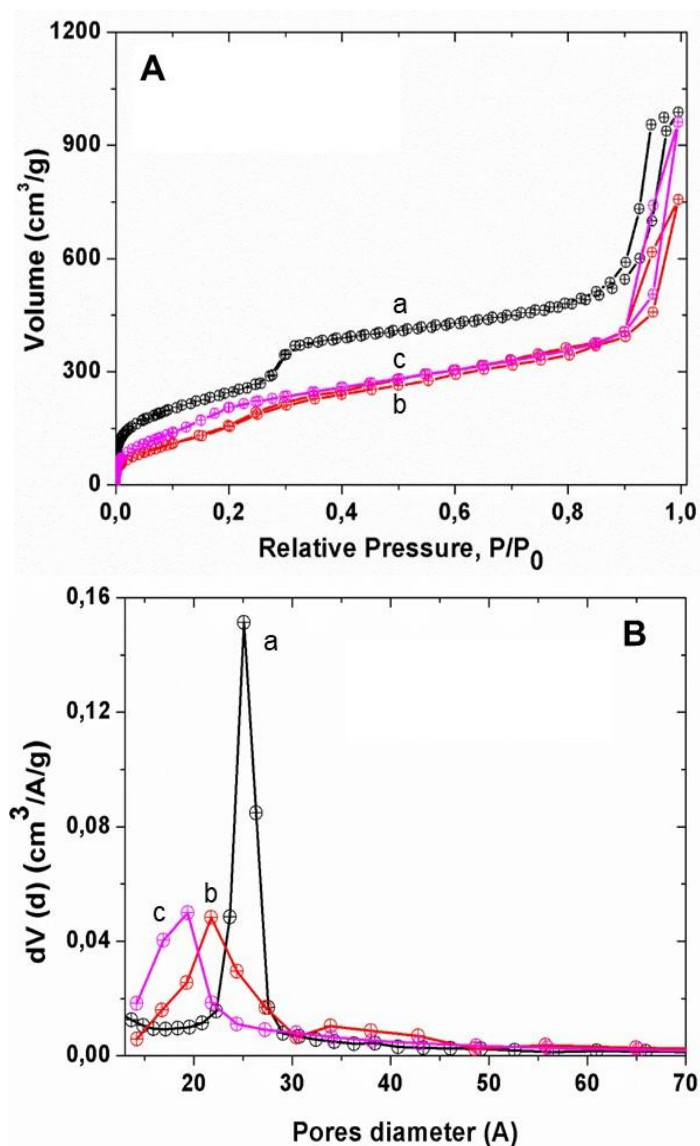 A
1200
900
600
300
0
a
c
b
Volume (cm³/g)
0,0 0,2 0,4 0,6 0,8 1,0
Relative Pressure, P/P₀
B
0,16
0,12
0,08
0,04
0,00
a
b
c
dV (d) (cm³/A/g)
20 30 40 50 60 70
Pores diameter (A)